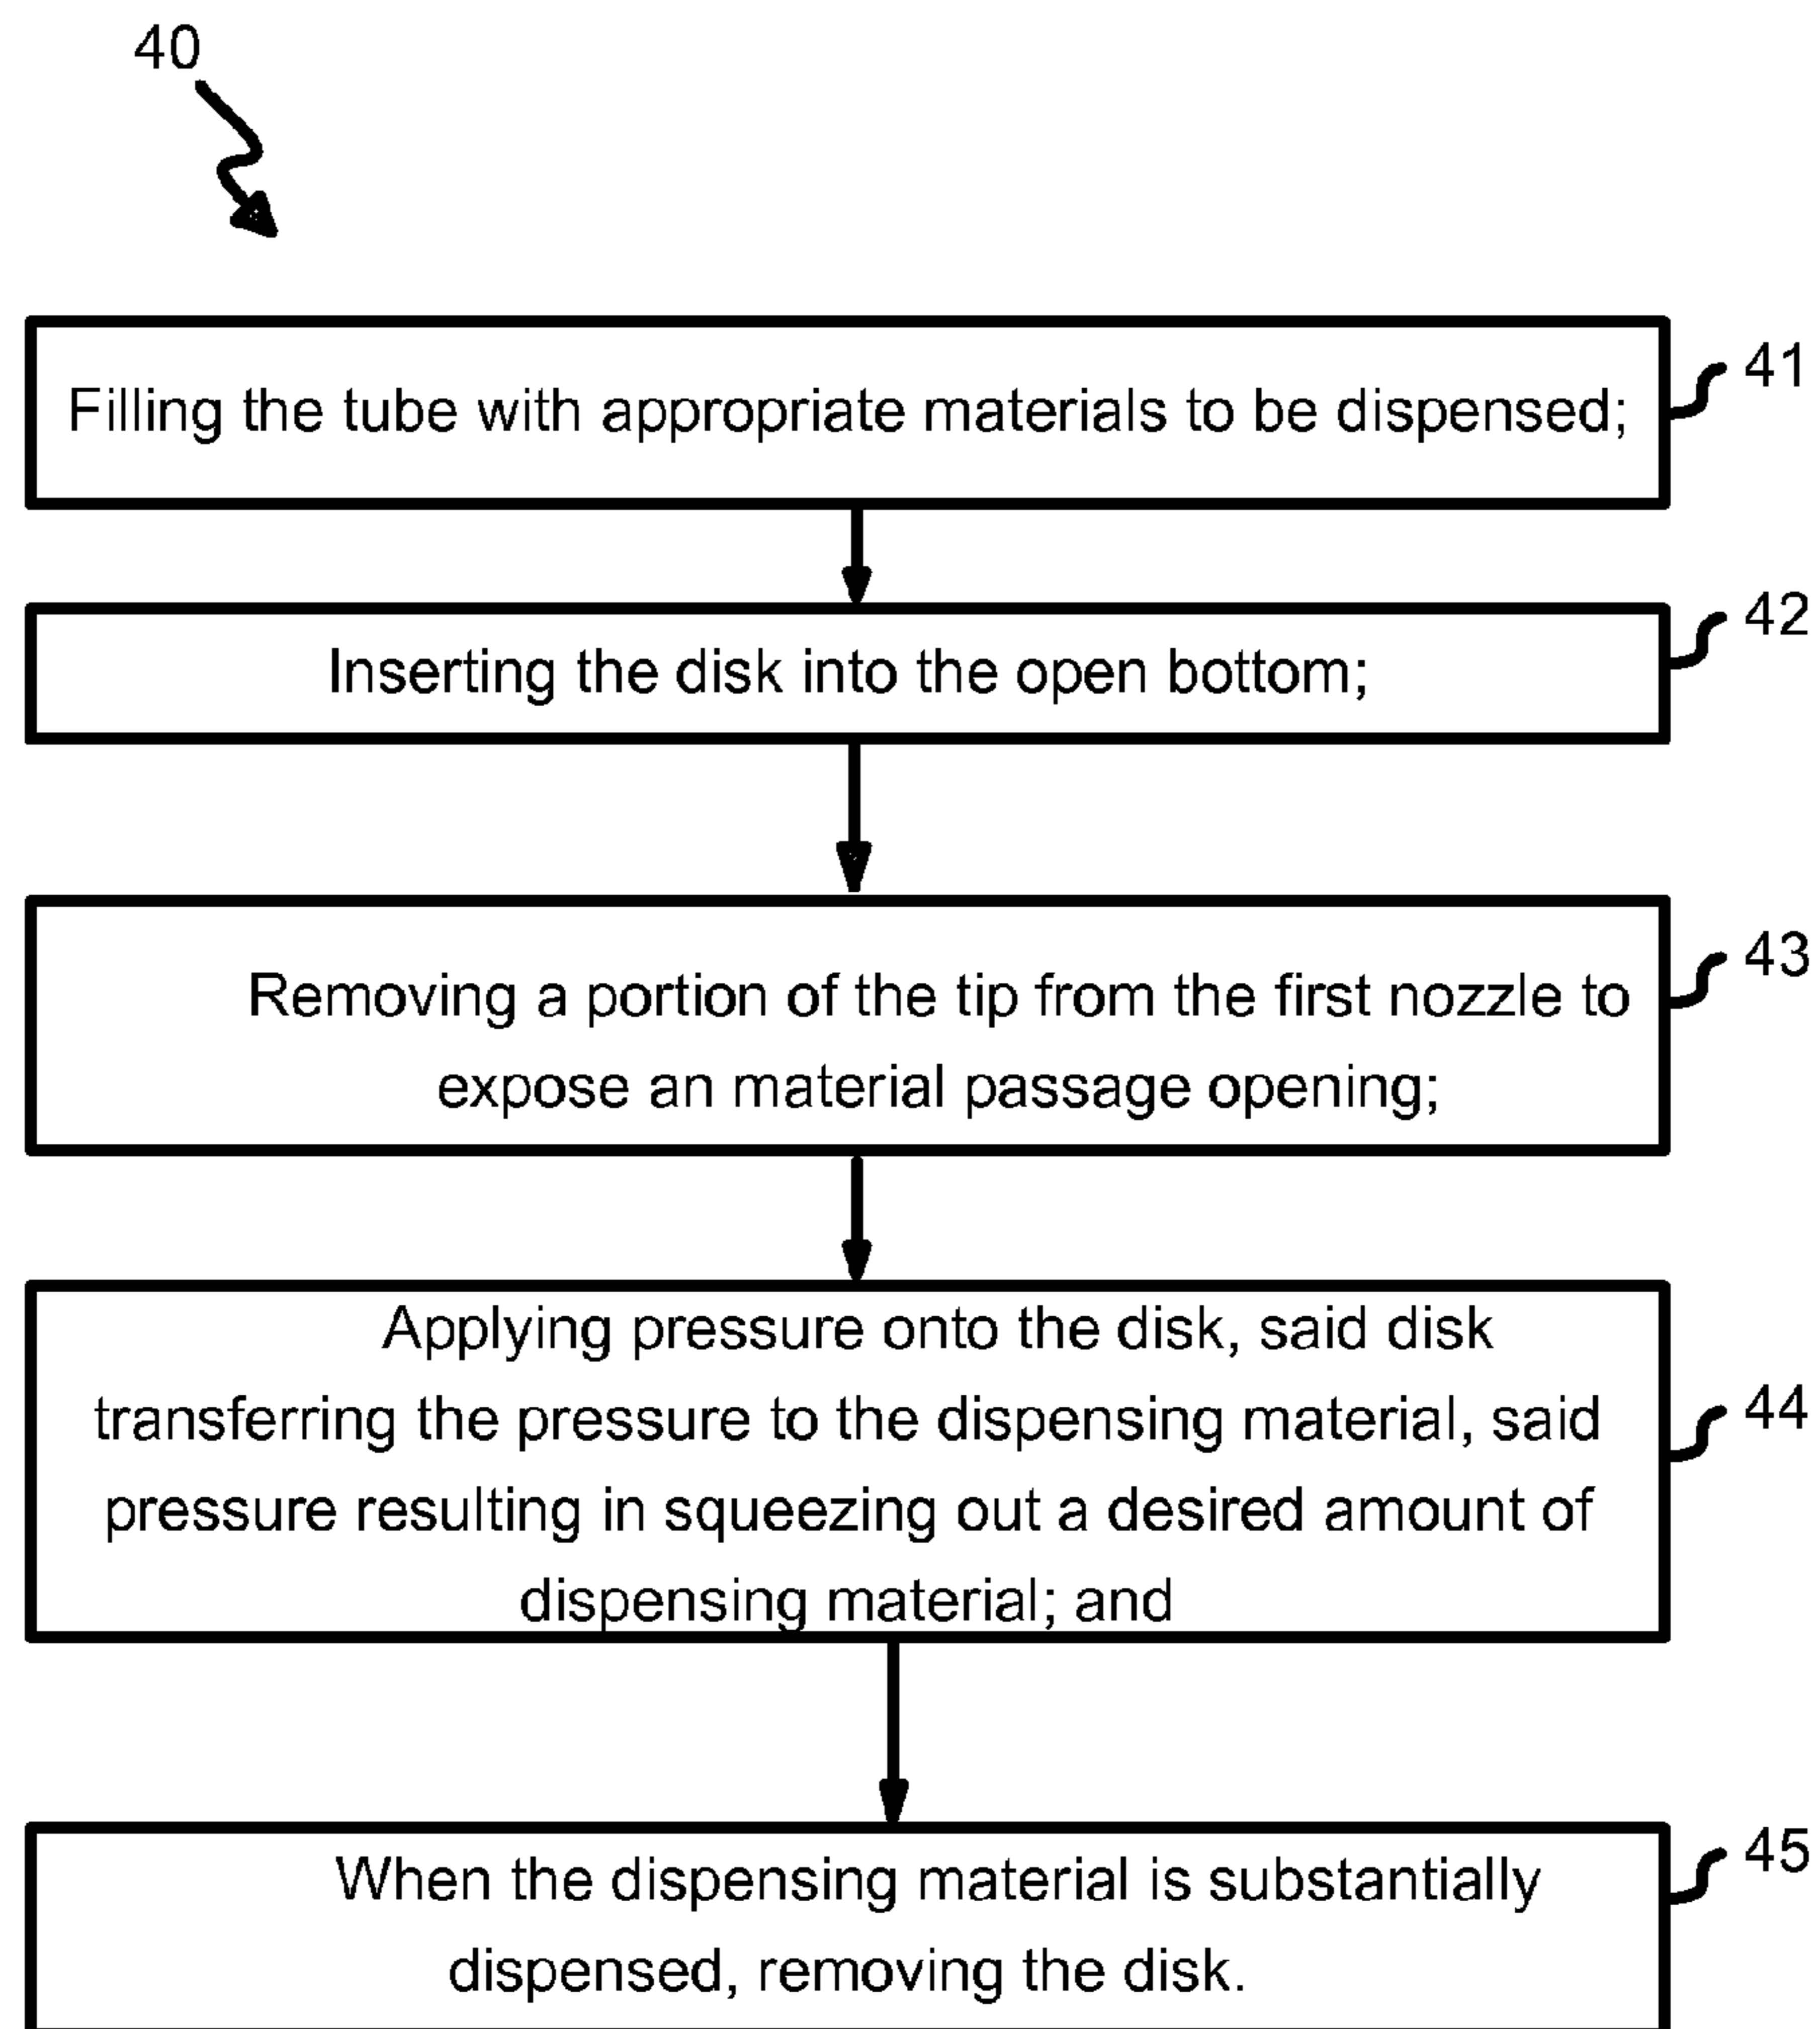 40
Filling the tube with appropriate materials to be dispensed;
41
Inserting the disk into the open bottom;
42
Removing a portion of the tip from the first nozzle to
expose an material passage opening;
43
Applying pressure onto the disk, said disk
transferring the pressure to the dispensing material, said
pressure resulting in squeezing out a desired amount of
dispensing material; and
44
When the dispensing material is substantially
dispensed, removing the disk.
45